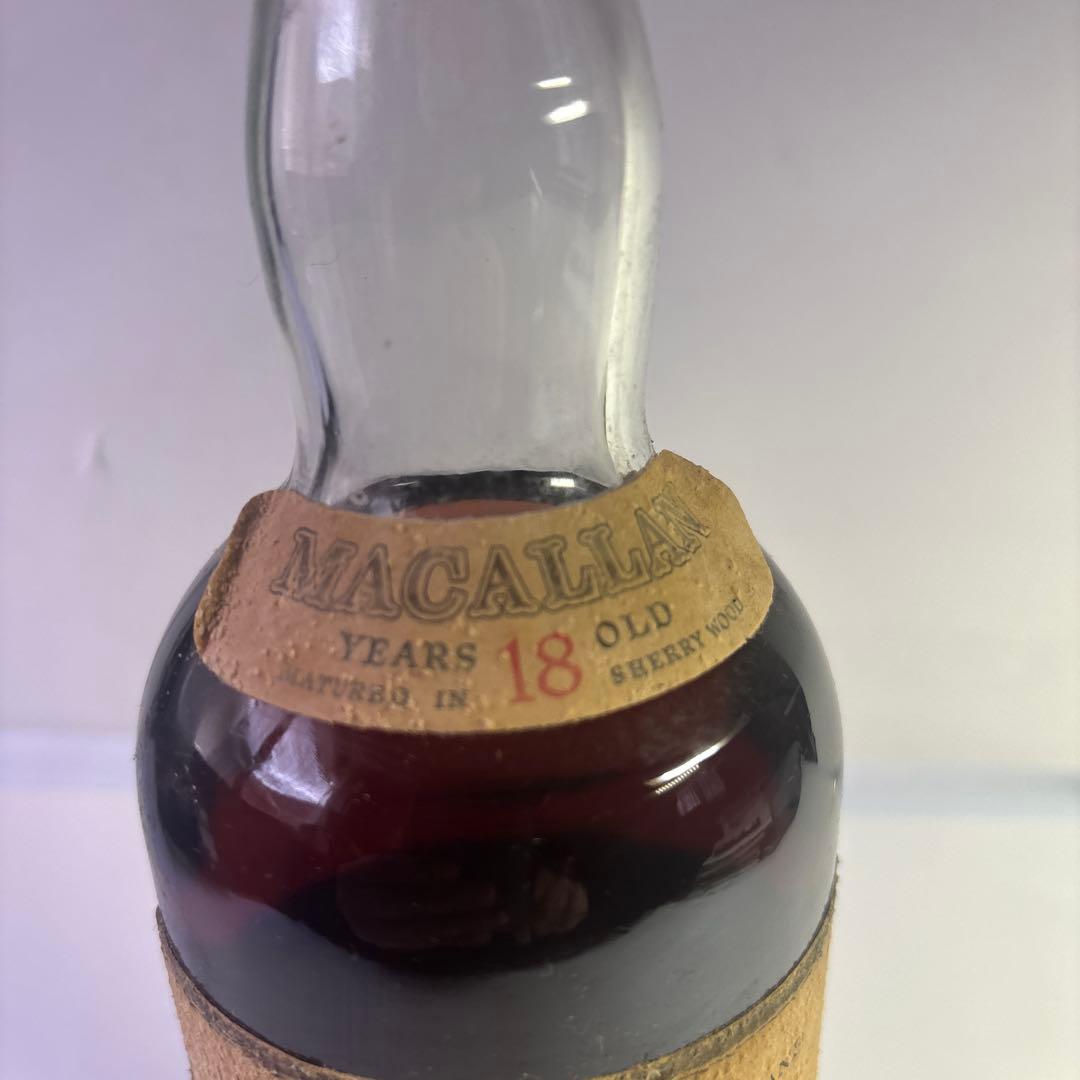 MACALLAN
YEARS 18 OLD
MATURED IN SHERRY WOOD